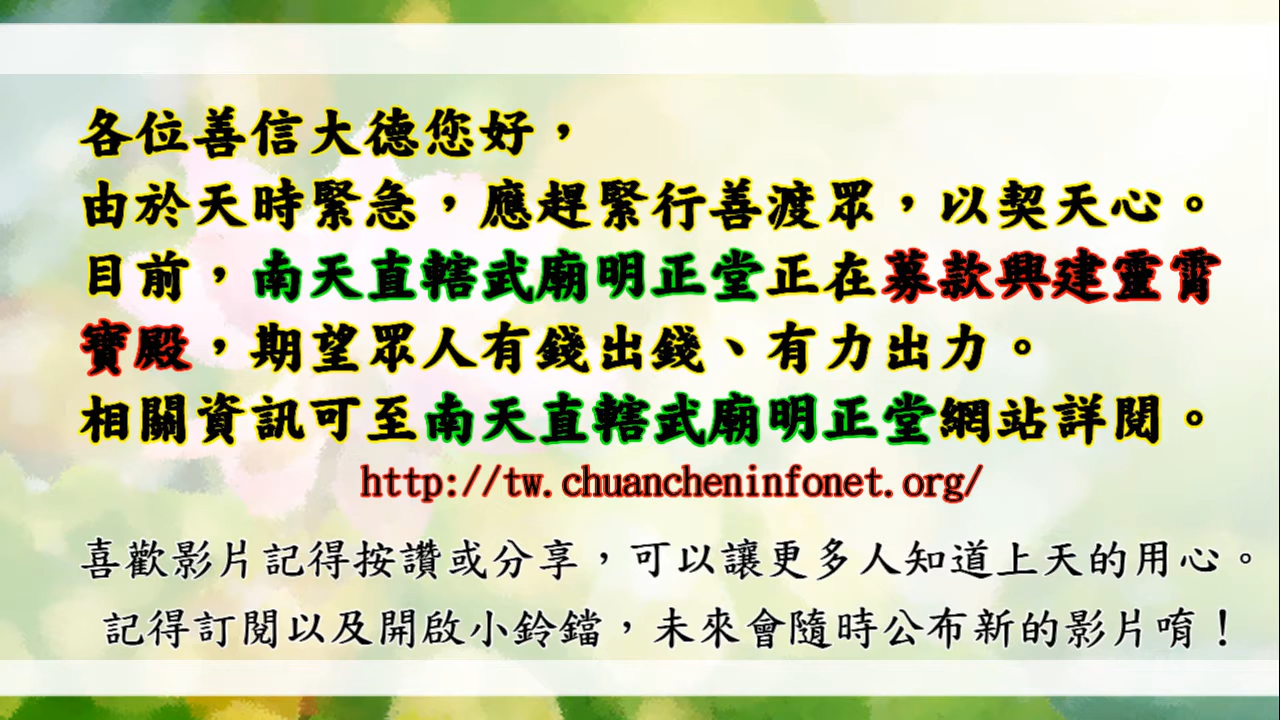 各位善信大德您好，
由於天時緊急，應趕緊行善渡眾，以契天心。
目前，南天直轄武廟明正堂正在募款興建靈霄
寶殿，期望眾人有錢出錢、有力出力。
相關資訊可至南天直轄武廟明正堂網站詳閱。
http://tw.chuancheninfonet.org/
喜歡影片記得按讚或分享，可以讓更多人知道上天的用心。
記得訂閱以及開啟小鈴鐺，未來會隨時公布新的影片唷！